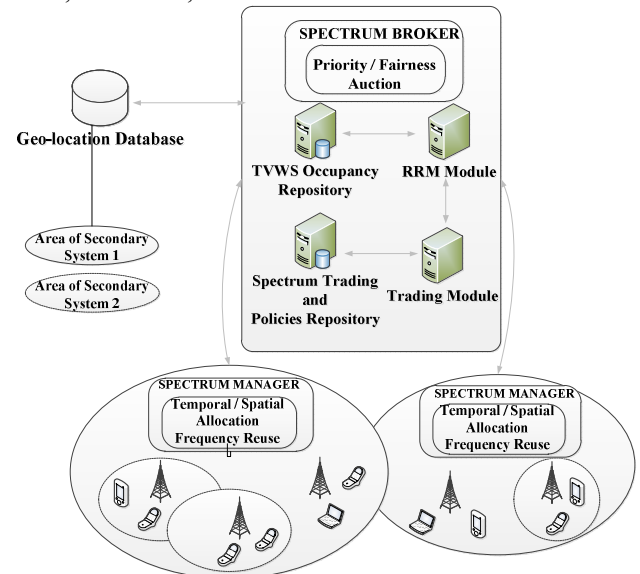 SPECTRUM BROKER
Priority / Fairness
Auction
Geo-location Database
TVWS Occupancy
Repository
RRM Module
Area of Secondary
System 1
Area of Secondary
System 2
Spectrum Trading
and
Policies Repository
Trading Module
SPECTRUM MANAGER
Temporal / Spatial
Allocation
Frequency Reuse
SPECTRUM MANAGER
Temporal / Spatial
Allocation
Frequency Reuse